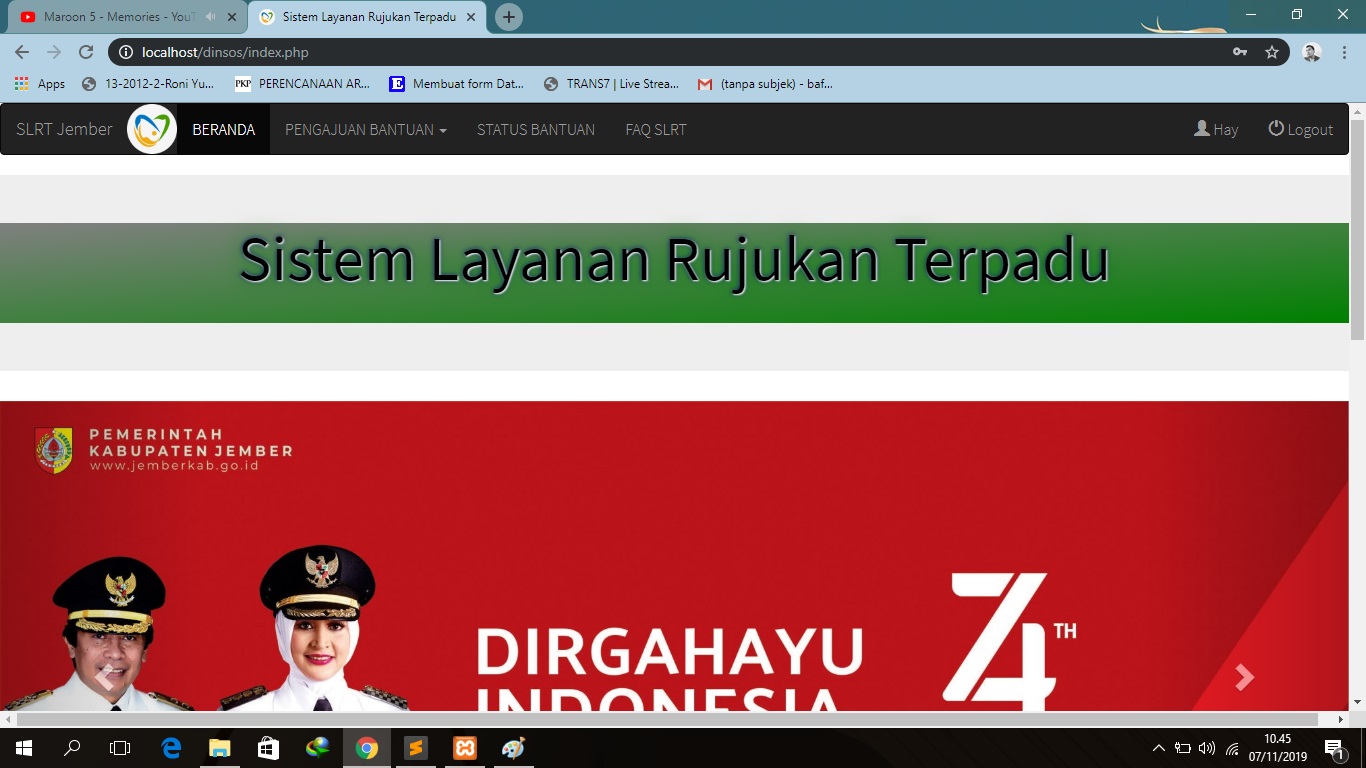 Maroon 5 - Memories - YouT
Sistem Layanan Rujukan Terpadu
localhost/dinsos/index.php
Apps
13-2012-2-Roni Yu...
PKP PERENCANAAN AR...
E Membuat form Dat...
TRANS7 | Live Strea...
(tanpa subjek) - baf...
SLRT Jember
BERANDA
PENGAJUAN BANTUAN
STATUS BANTUAN
FAQ SLRT
Hay
Logout
Sistem Layanan Rujukan Terpadu
PEMERINTAH
KABUPATEN JEMBER
www.jemberkab.go.id
DIRGAHAYU
INDONESIA
74TH
10.45
07/11/2019
1